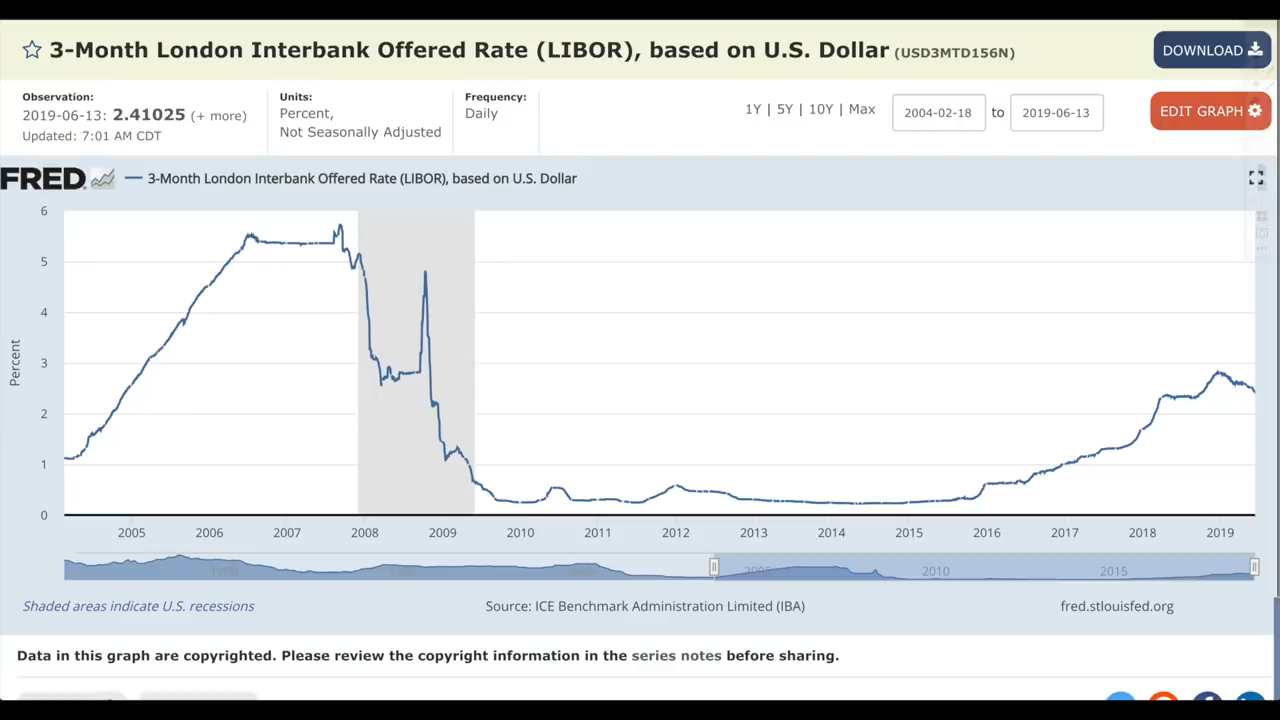 3-Month London Interbank Offered Rate (LIBOR), based on U.S. Dollar (USD3MTD156N)
DOWNLOAD
Observation:
2019-06-13: 2.41025 (+ more)
Updated: 7:01 AM CDT
Units:
Percent,
Not Seasonally Adjusted
Frequency:
Daily
1Y | 5Y | 10Y | Max
2004-02-18 to 2019-06-13
EDIT GRAPH
FRED
3-Month London Interbank Offered Rate (LIBOR), based on U.S. Dollar
Percent
6
5
4
3
2
1
0
2005 2006 2007 2008 2009 2010 2011 2012 2013 2014 2015 2016 2017 2018 2019
2005 2010 2015
Shaded areas indicate U.S. recessions
Source: ICE Benchmark Administration Limited (IBA)
fred.stlouisfed.org
Data in this graph are copyrighted. Please review the copyright information in the series notes before sharing.